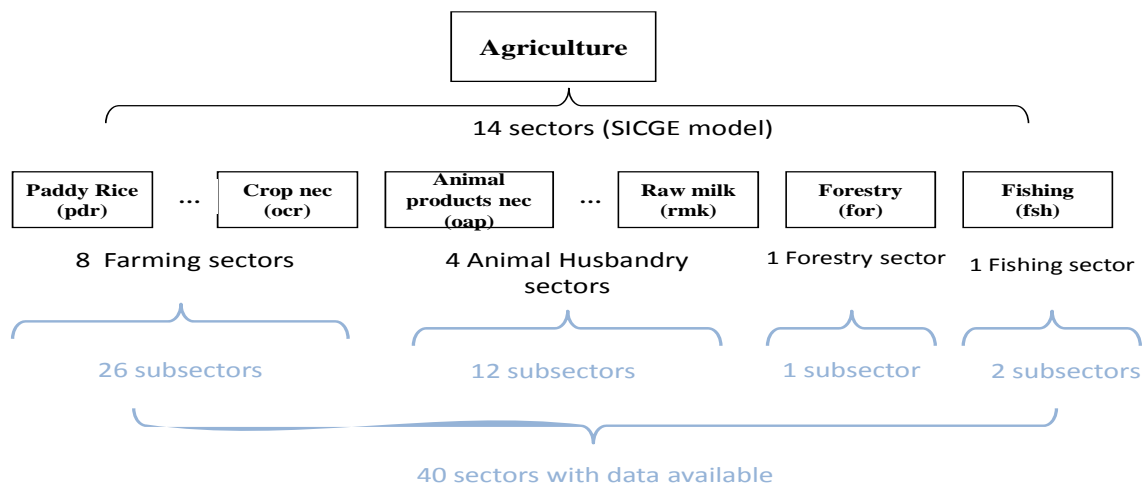 Agriculture
14 sectors (SICGE model)
Paddy Rice
(pdr)
...
Crop nec
(ocr)
Animal
products nec
(oap)
...
Raw milk
(rmk)
Forestry
(for)
Fishing
(fsh)
8 Farming sectors
4 Animal Husbandry
sectors
1 Forestry sector
1 Fishing sector
26 subsectors
12 subsectors
1 subsector
2 subsectors
40 sectors with data available